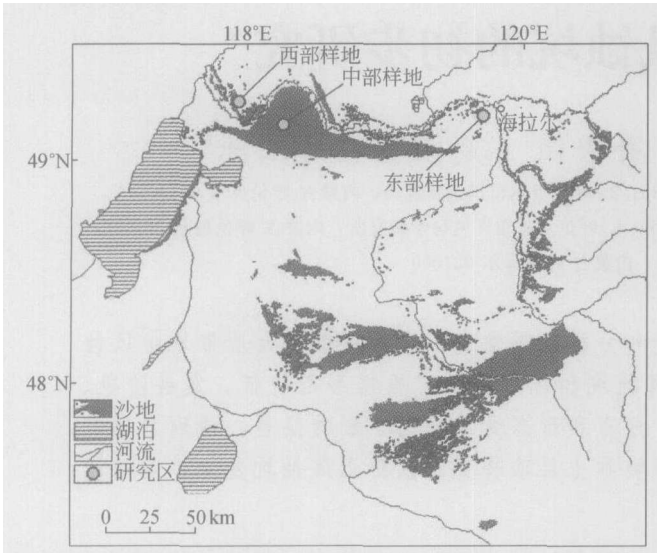 118°E
120°E
西部样地
中部样地
海拉尔
49°N
东部样地
48°N
沙地
湖泊
河流
研究区
0 25 50 km